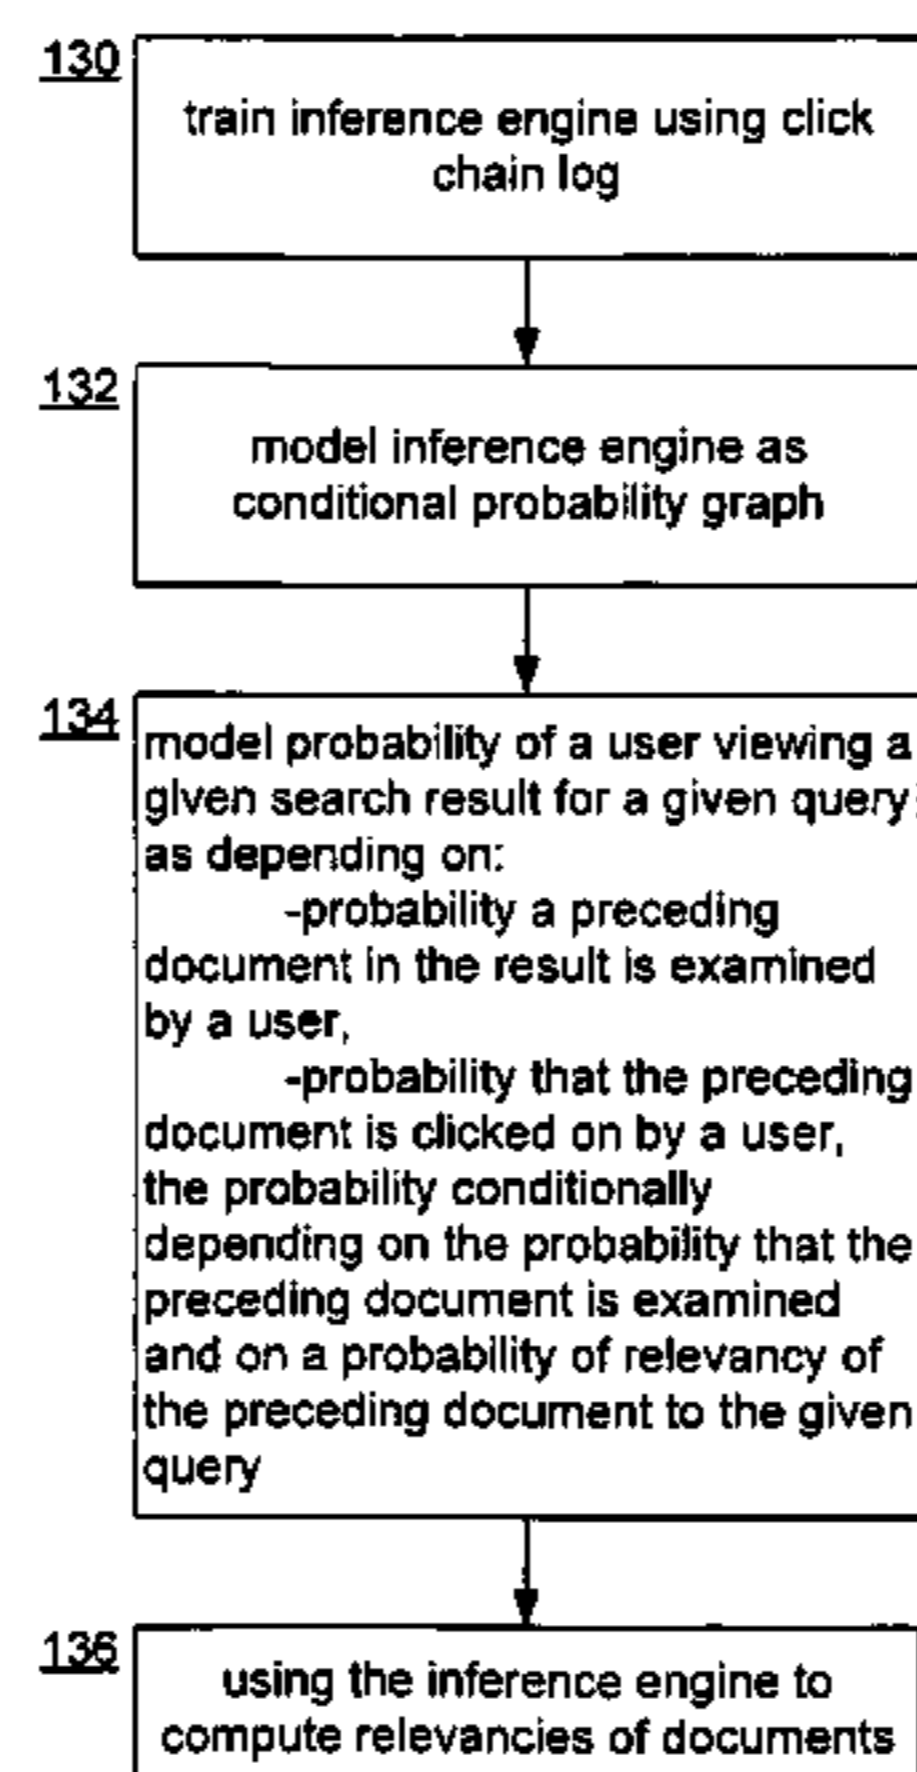 130
train inference engine using click
chain log
132
model inference engine as
conditional probability graph
134
model probability of a user viewing a
given search result for a given query
as depending on:
-probability a preceding
document in the result is examined
by a user,
-probability that the preceding
document is clicked on by a user,
the probability conditionally
depending on the probability that the
preceding document is examined
and on a probability of relevancy of
the preceding document to the given
query
136
using the inference engine to
compute relevancies of documents